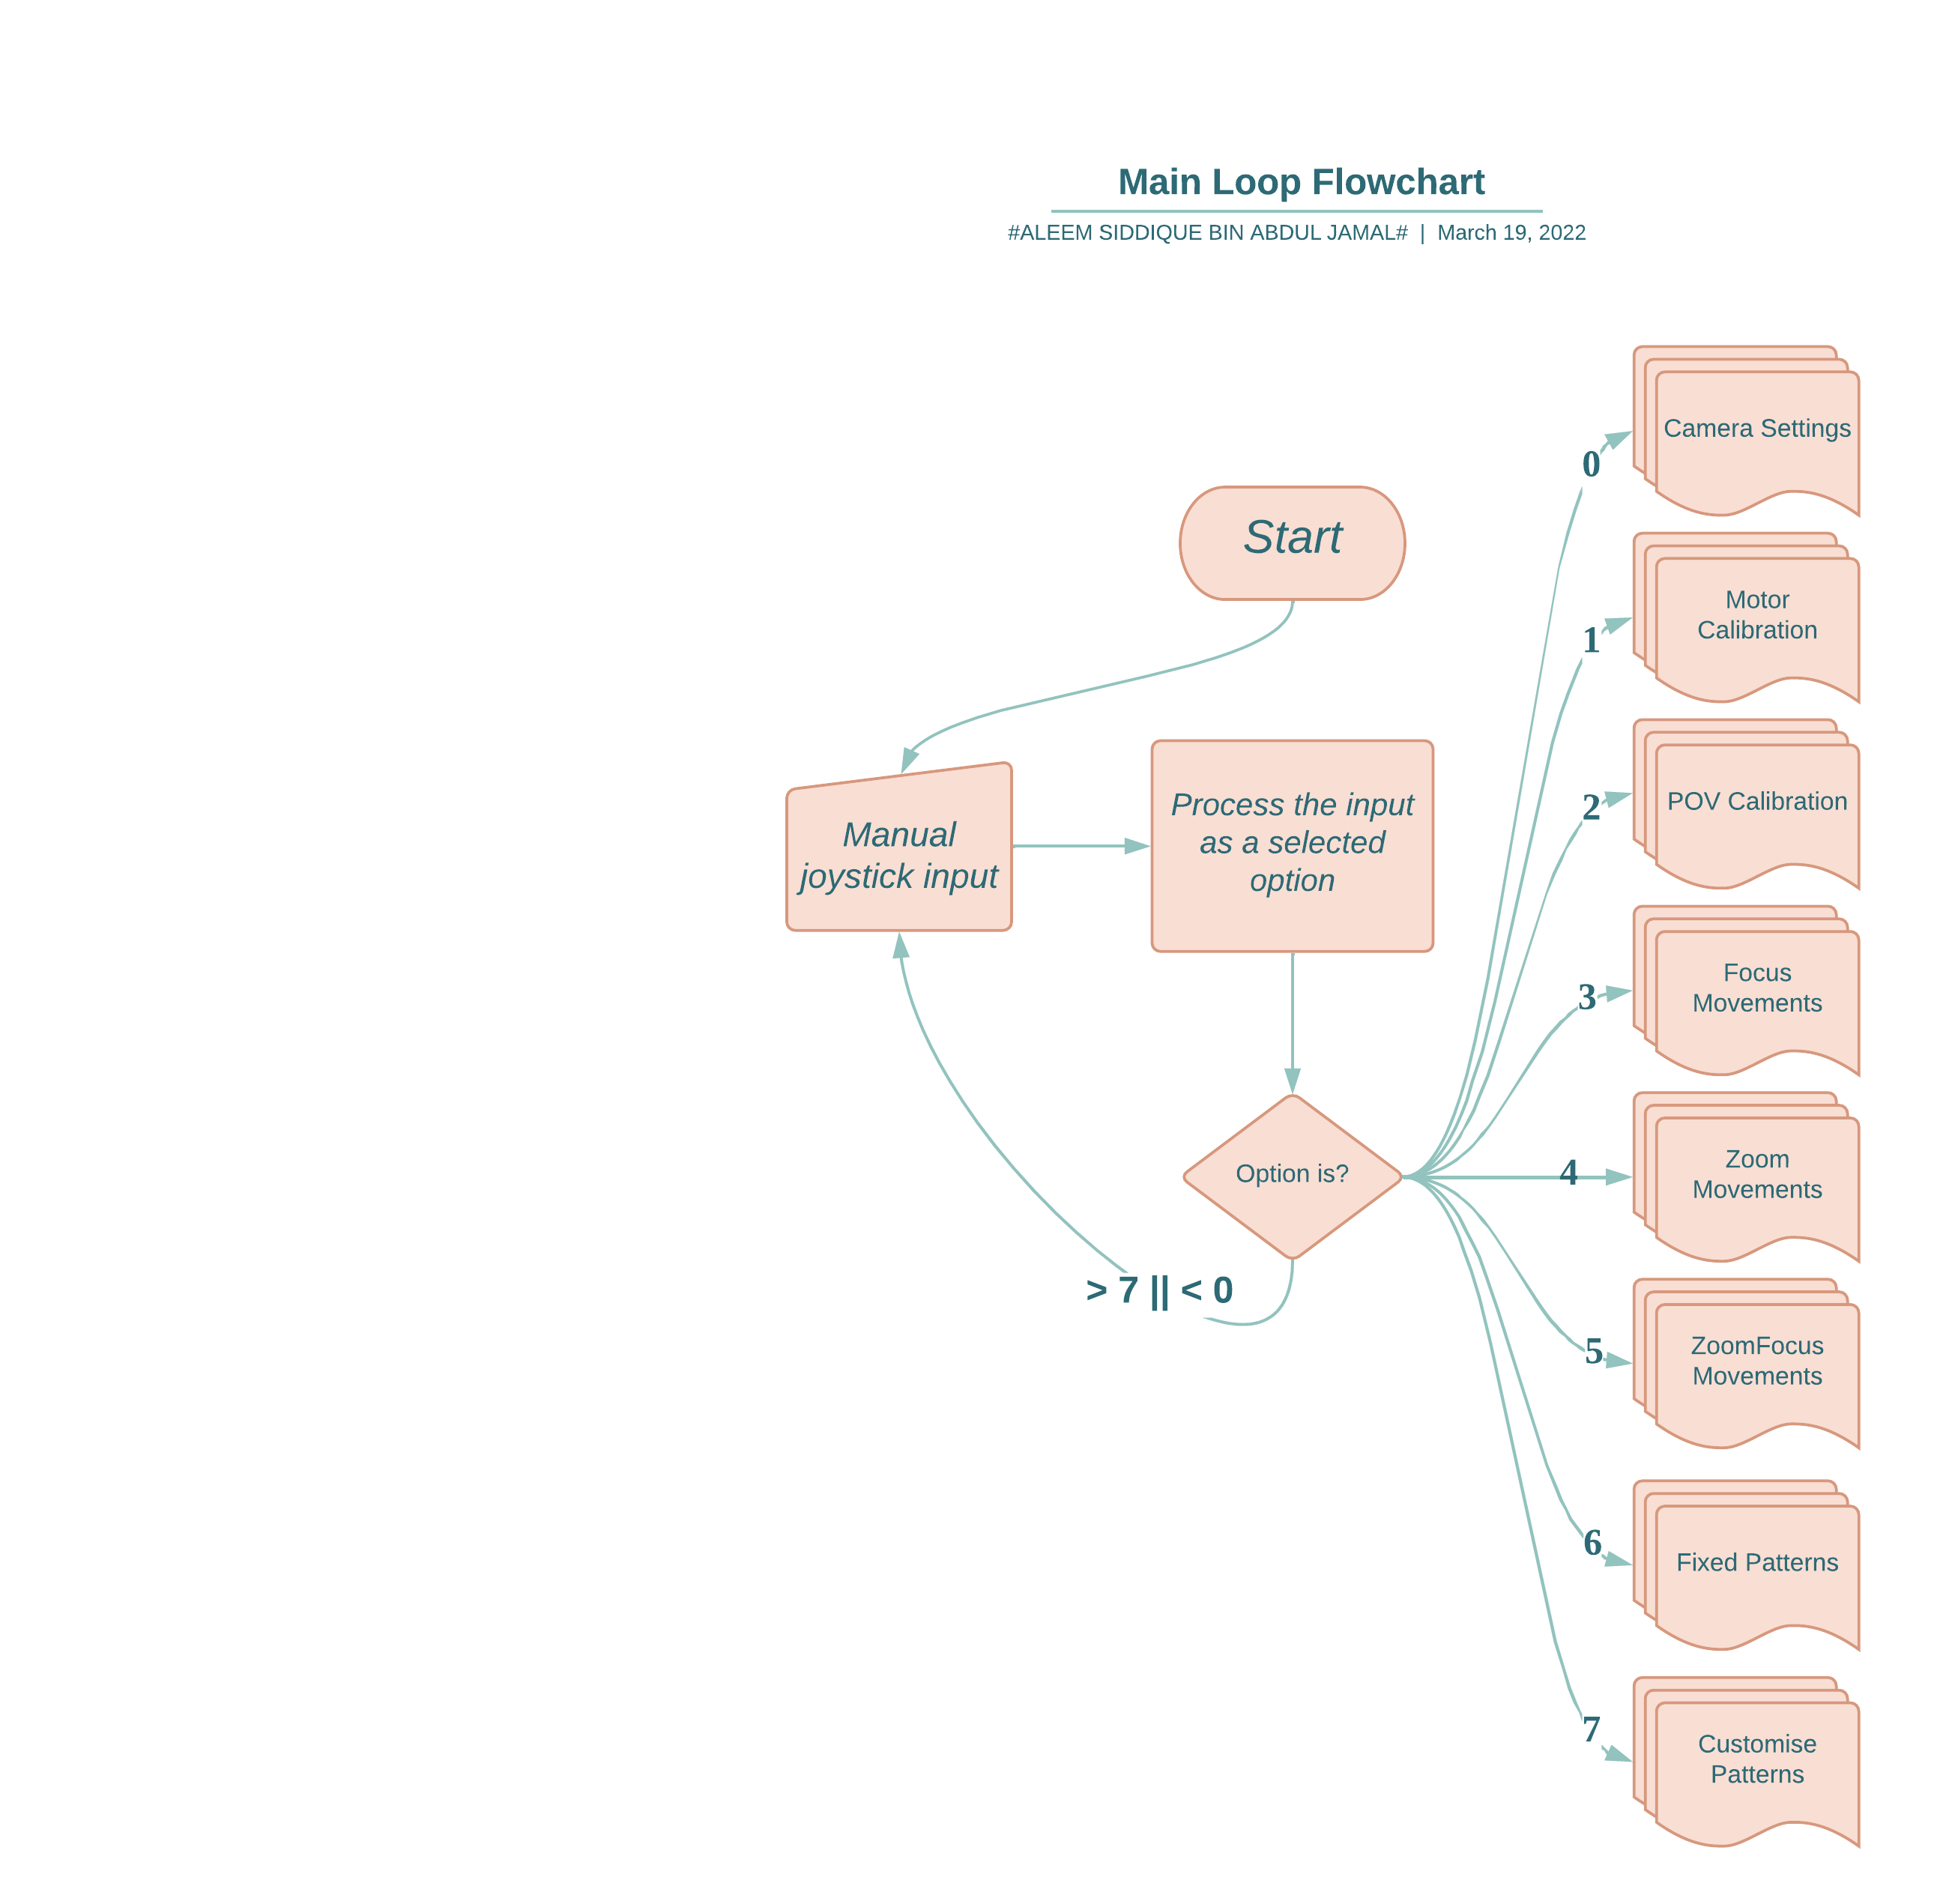 Main Loop Flowchart
#ALEEM SIDDIQUE BIN ABDUL JAMAL# | March 19, 2022
Start
Manual
joystick input
Process the input
as a selected
option
Option is?
> 7 || < 0
0
Camera Settings
1
Motor
Calibration
2
POV Calibration
3
Focus
Movements
4
Zoom
Movements
5
ZoomFocus
Movements
6
Fixed Patterns
7
Customise
Patterns